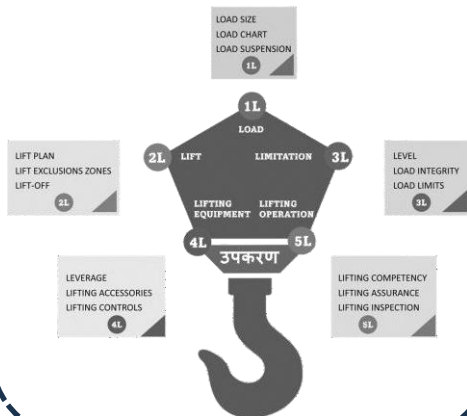 LOAD SIZE
LOAD CHART
LOAD SUSPENSION
1L
1L
LOAD
2L
LIFT
LIMITATION
3L
LIFT PLAN
LIFT EXCLUSIONS ZONES
LIFT-OFF
2L
LEVEL
LOAD INTEGRITY
LOAD LIMITS
3L
LIFTING
EQUIPMENT
LIFTING
OPERATION
4L
5L
उपकरण
LEVERAGE
LIFTING ACCESSORIES
LIFTING CONTROLS
4L
LIFTING COMPETENCY
LIFTING ASSURANCE
LIFTING INSPECTION
5L